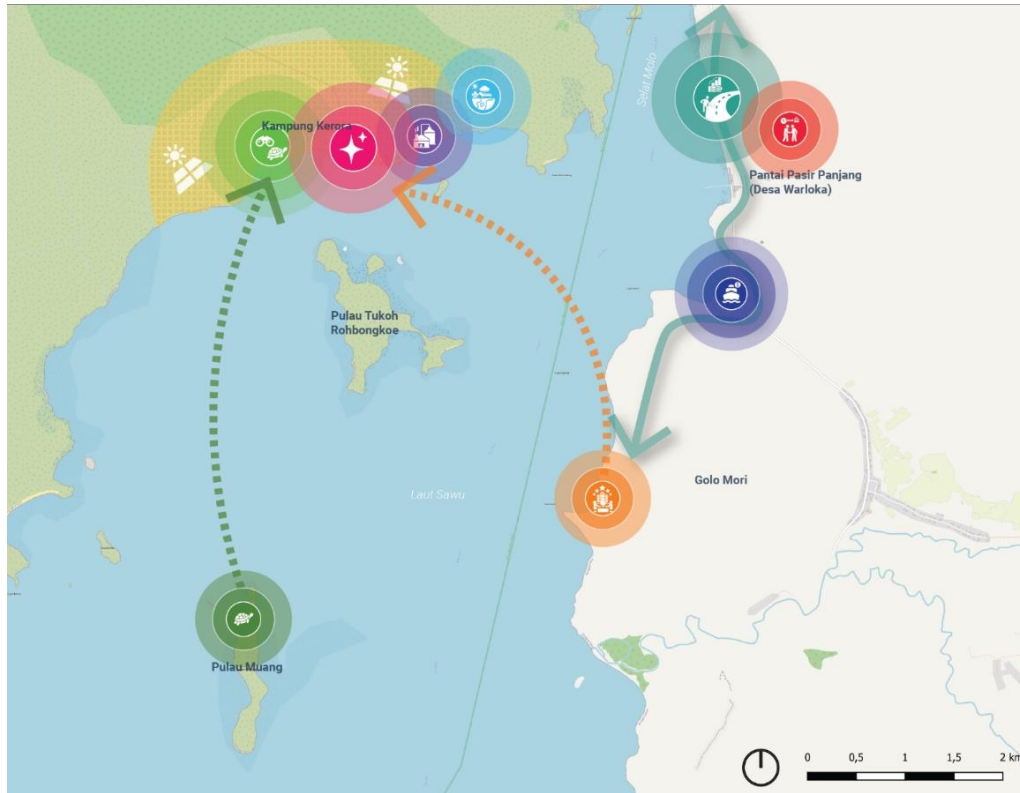 Selat Molo
Kampung Kerora
Pantai Pasir Panjang
(Desa Warloka)
Pulau Tukoh
Rohbongkoe
Golo Mori
Laut Sawu
Pulau Muang
0 0,5 1 1,5 2 km